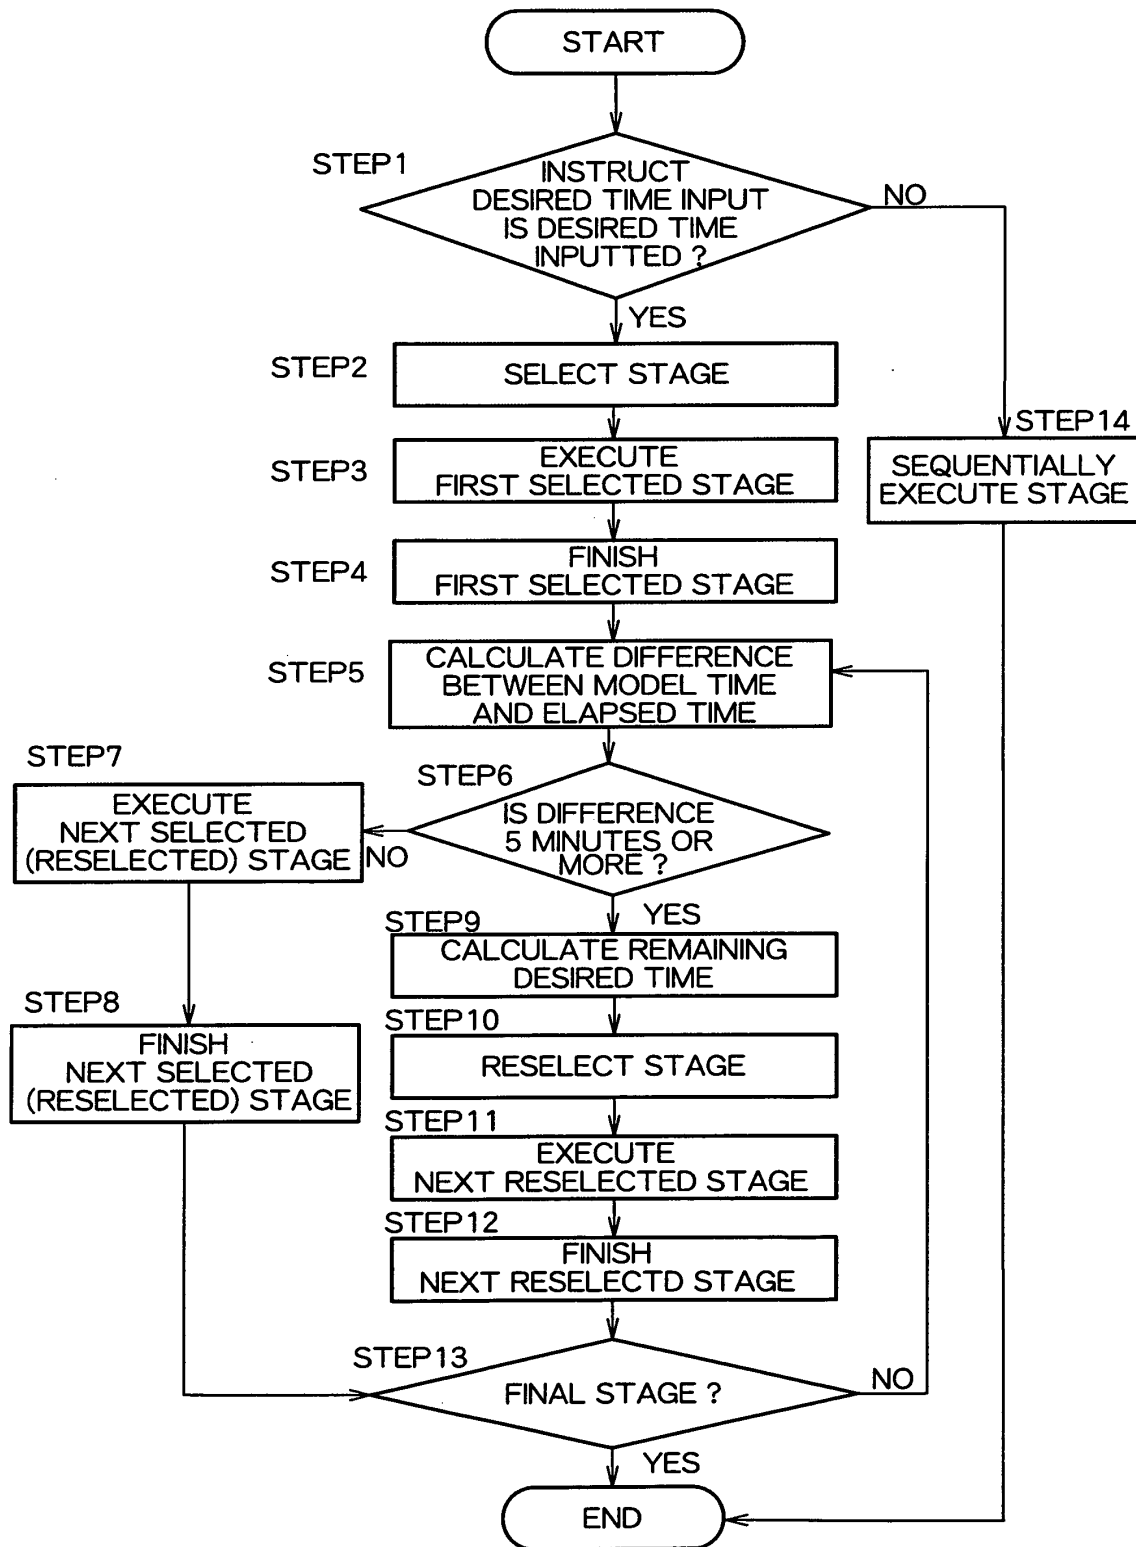 START
STEP1
INSTRUCT
DESIRED TIME INPUT
IS DESIRED TIME
INPUTTED ?
NO
YES
STEP2
SELECT STAGE
STEP14
SEQUENTIALLY
EXECUTE STAGE
STEP3
EXECUTE
FIRST SELECTED STAGE
STEP4
FINISH
FIRST SELECTED STAGE
STEP5
CALCULATE DIFFERENCE
BETWEEN MODEL TIME
AND ELAPSED TIME
STEP6
IS DIFFERENCE
5 MINUTES OR
MORE ?
STEP7
EXECUTE
NEXT SELECTED
(RESELECTED) STAGE
NO
YES
STEP8
FINISH
NEXT SELECTED
(RESELECTED) STAGE
STEP9
CALCULATE REMAINING
DESIRED TIME
STEP10
RESELECT STAGE
STEP11
EXECUTE
NEXT RESELECTED STAGE
STEP12
FINISH
NEXT RESELECTD STAGE
STEP13
FINAL STAGE ?
NO
YES
END